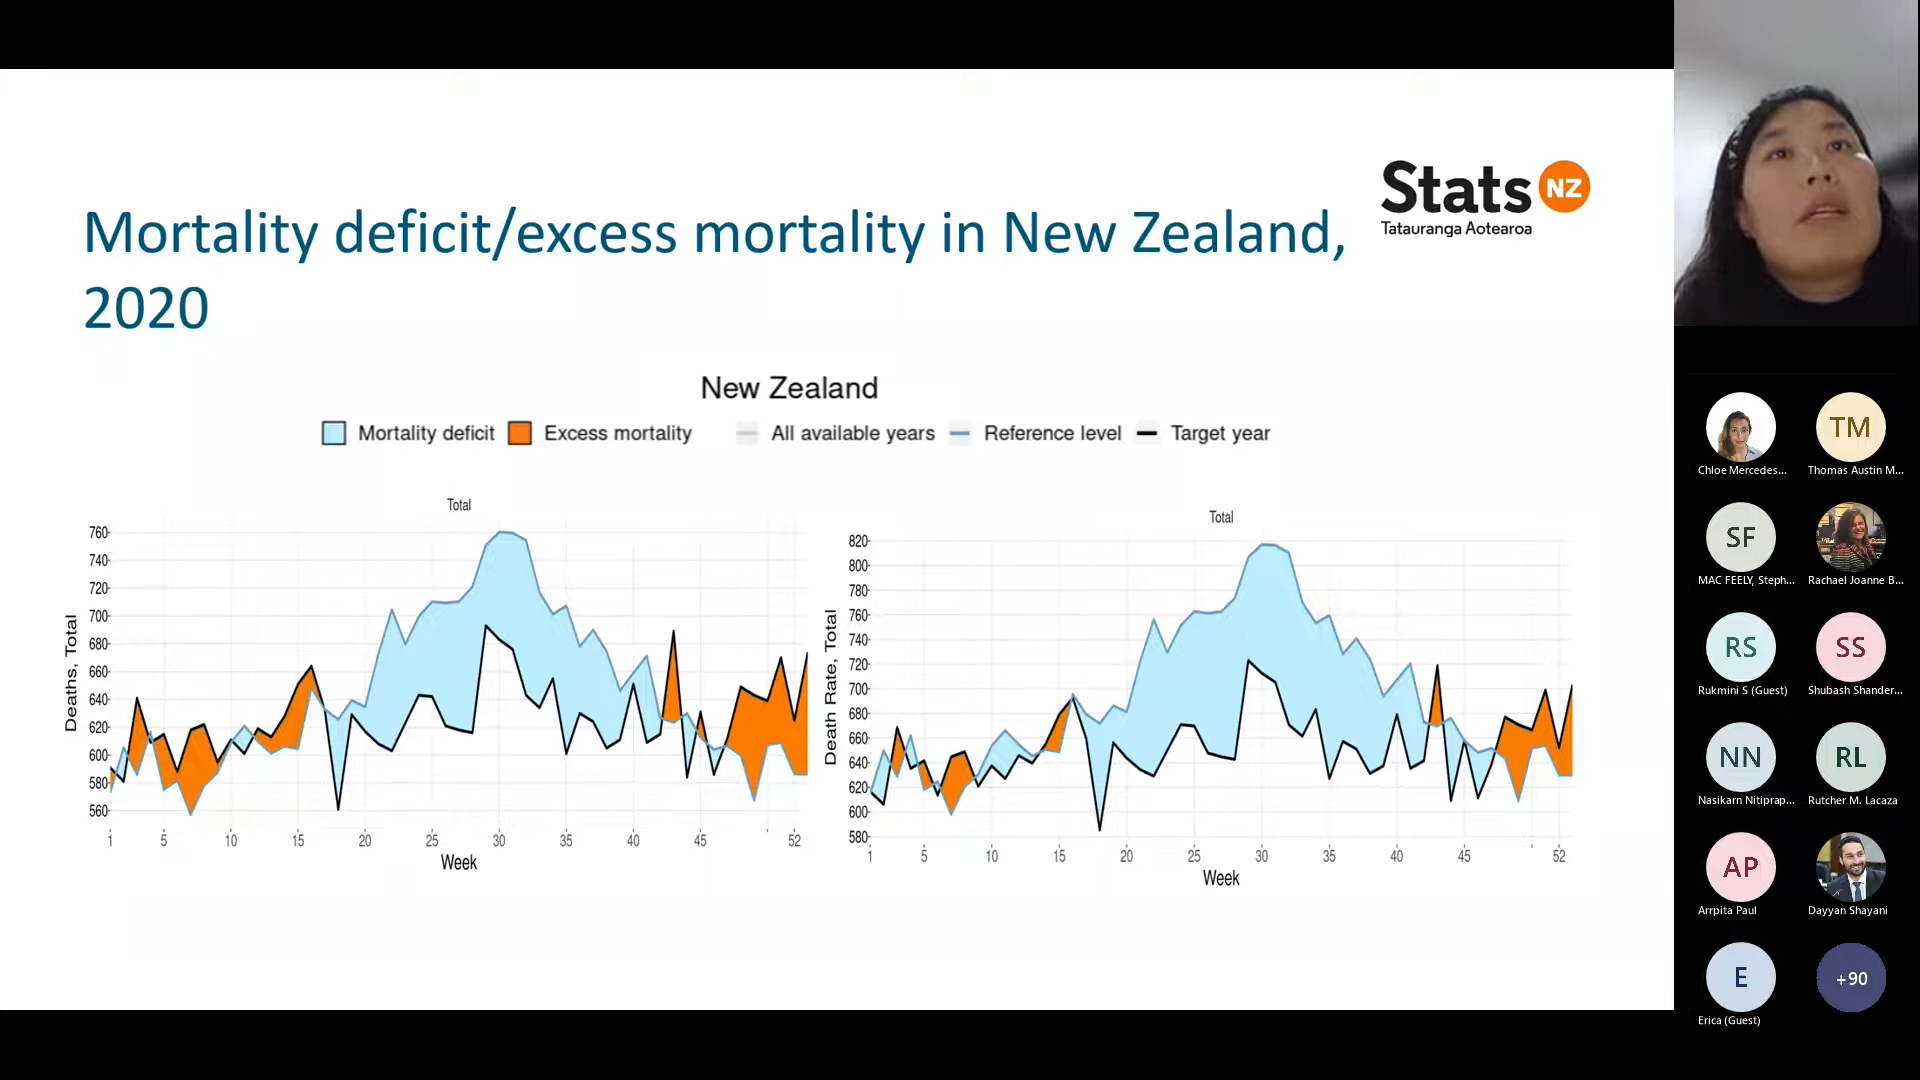 Stats NZ
Tatauranga Aotearoa
Mortality deficit/excess mortality in New Zealand,
2020
New Zealand
Mortality deficit Excess mortality All available years Reference level Target year
Total
Deaths, Total
760
740
720
700
680
660
640
620
600
580
560
1 5 10 15 20 25 30 35 40 45 52
Week
Total
Death Rate, Total
820
800
780
760
740
720
700
680
660
640
620
600
580
1 5 10 15 20 25 30 35 40 45 52
Week
TM
Chloe Mercedes... Thomas Austin M...
SF
MAC FEELY, Steph... Rachael Joanne B...
RS SS
Rukmini S (Guest) Shubash Shander...
NN RL
Nasikarn Nitiprap... Rutcher M. Lacaza
AP
Arrpita Paul Dayyan Shayani
E +90
Erica (Guest)